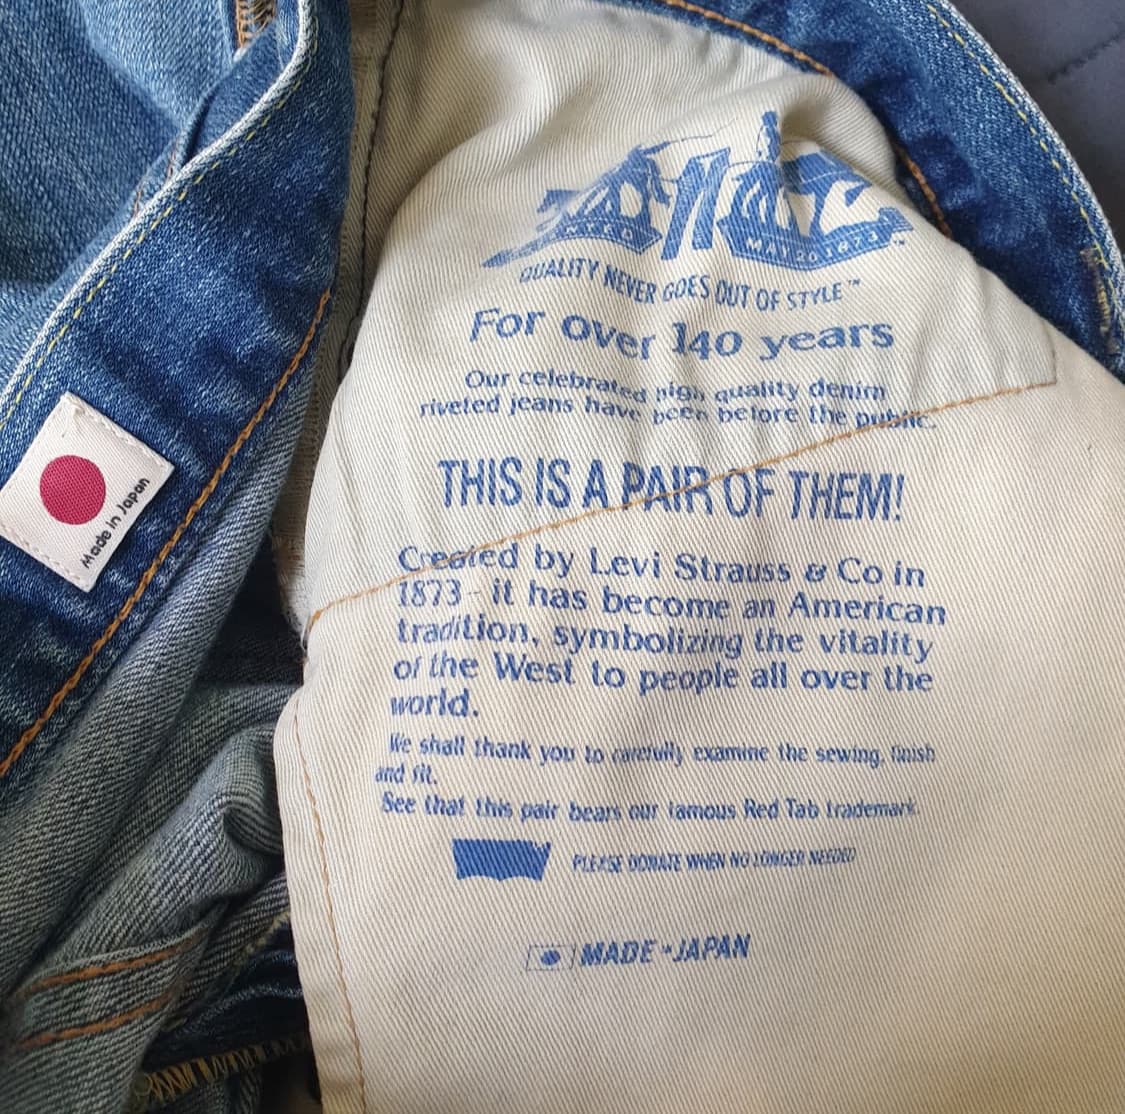 Made in Japan
MAY 20 1873
QUALITY NEVER GOES OUT OF STYLE™
For over 140 years
Our celebrated high quality denim
riveted jeans have been before the public.
THIS IS A PAIR OF THEM!
Created by Levi Strauss & Co in
1873 - it has become an American
tradition, symbolizing the vitality
of the West to people all over the
world.
We shall thank you to carefully examine the sewing, finish
and fit.
See that this pair bears our famous Red Tab trademark.
PLEASE DONATE WHEN NO LONGER NEEDED
MADE IN JAPAN